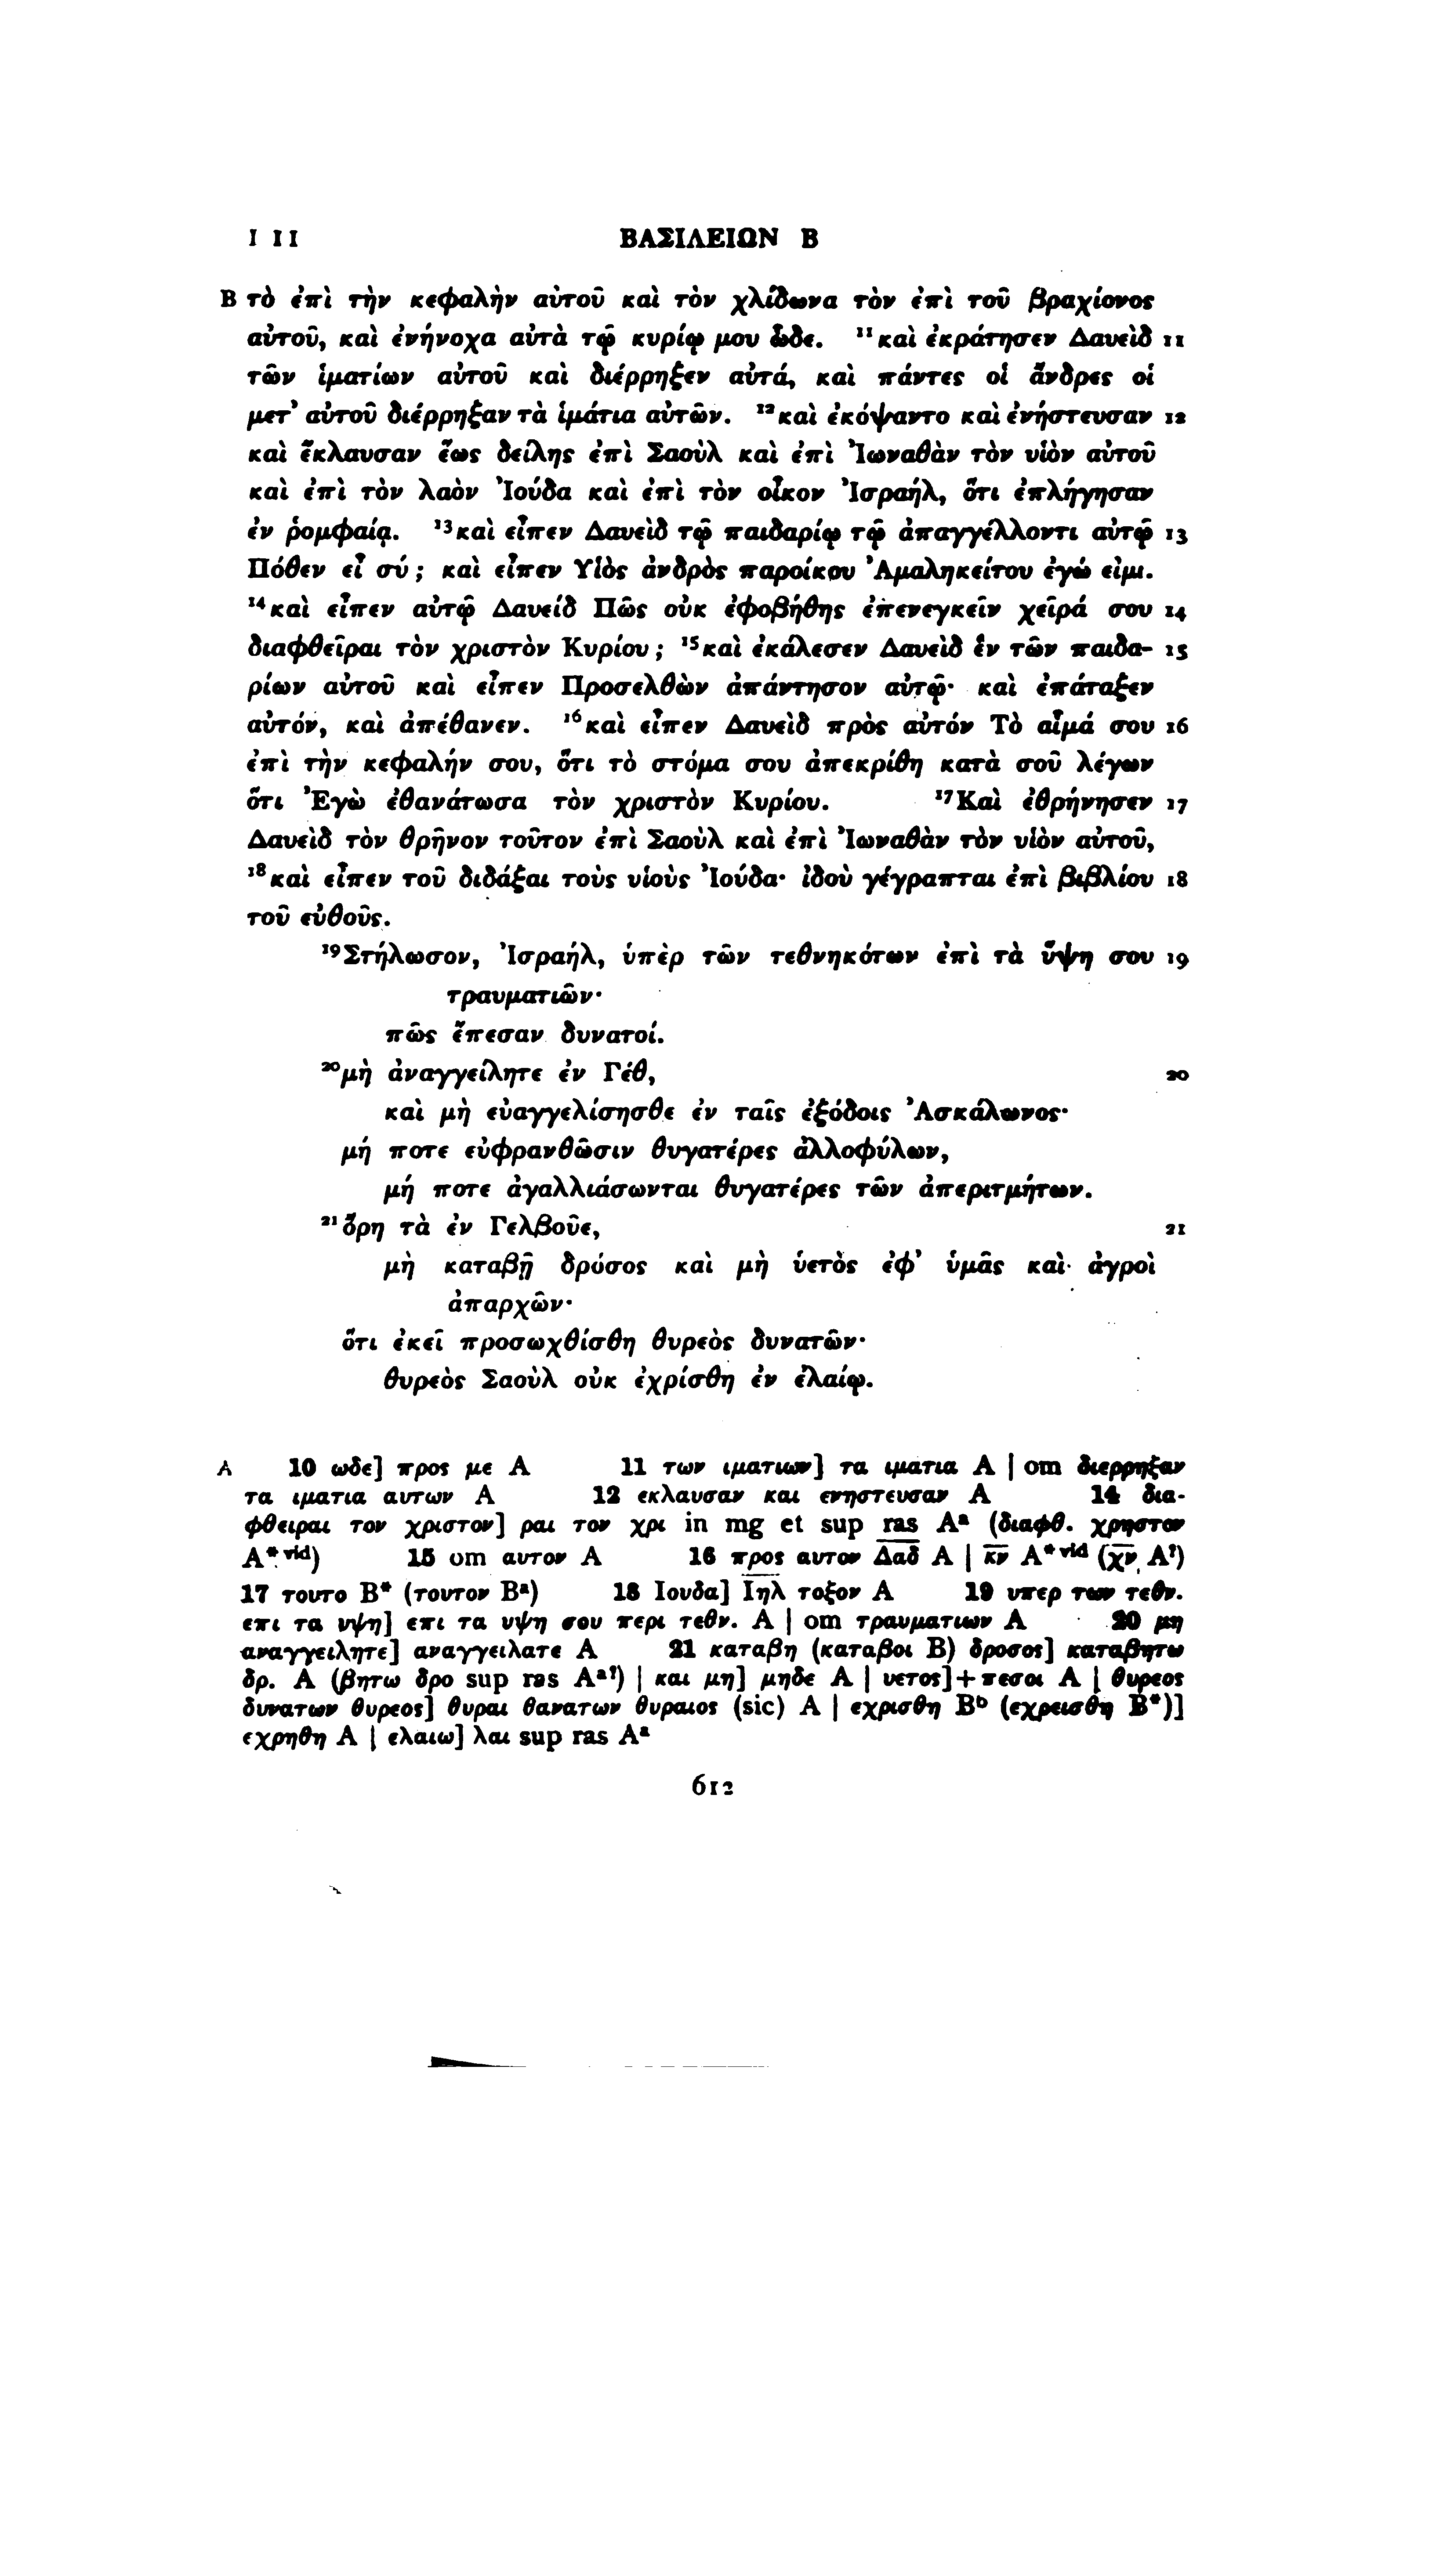 I 11 ΒΑΣΙΛΕΙΩΝ Β
B τὸ ἐπὶ τὴν κεφαλὴν αὐτοῦ καὶ τὸν χλίδωνα τὸν ἐπὶ τοῦ βραχίονος
αὐτοῦ, καὶ ἐνήνοχα αὐτὰ τῷ κυρίῳ μου ὧδε. ¹¹καὶ ἐκράτησεν Δαυεὶδ 11
τῶν ἱματίων αὐτοῦ καὶ διέρρηξεν αὐτά, καὶ πάντες οἱ ἄνδρες οἱ
μετ’ αὐτοῦ διέρρηξαν τὰ ἱμάτια αὐτῶν. ¹²καὶ ἐκόψαντο καὶ ἐνήστευσαν 12
καὶ ἔκλαυσαν ἕως δείλης ἐπὶ Σαοὺλ καὶ ἐπὶ Ἰωναθὰν τὸν υἱὸν αὐτοῦ
καὶ ἐπὶ τὸν λαὸν Ἰούδα καὶ ἐπὶ τὸν οἶκον Ἰσραήλ, ὅτι ἐπλήγησαν
ἐν ῥομφαίᾳ. ¹³καὶ εἶπεν Δαυεὶδ τῷ παιδαρίῳ τῷ ἀπαγγέλλοντι αὐτῷ 13
Πόθεν εἶ σύ; καὶ εἶπεν Υἱὸς ἀνδρὸς παροίκου Ἀμαληκείτου ἐγώ εἰμι.
¹⁴καὶ εἶπεν αὐτῷ Δαυείδ Πῶς οὐκ ἐφοβήθης ἐπενεγκεῖν χεῖρά σου 14
διαφθεῖραι τὸν χριστὸν Κυρίου; ¹⁵καὶ ἐκάλεσεν Δαυεὶδ ἓν τῶν παιδα- 15
ρίων αὐτοῦ καὶ εἶπεν Προσελθὼν ἀπάντησον αὐτῷ· καὶ ἐπάταξεν
αὐτόν, καὶ ἀπέθανεν. ¹⁶καὶ εἶπεν Δαυεὶδ πρὸς αὐτόν Τὸ αἷμά σου 16
ἐπὶ τὴν κεφαλήν σου, ὅτι τὸ στόμα σου ἀπεκρίθη κατὰ σοῦ λέγων
ὅτι Ἐγὼ ἐθανάτωσα τὸν χριστὸν Κυρίου. ¹⁷Καὶ ἐθρήνησεν 17
Δαυεὶδ τὸν θρῆνον τοῦτον ἐπὶ Σαοὺλ καὶ ἐπὶ Ἰωναθὰν τὸν υἱὸν αὐτοῦ,
¹⁸καὶ εἶπεν τοῦ διδάξαι τοὺς υἱοὺς Ἰούδα· ἰδοὺ γέγραπται ἐπὶ βιβλίου 18
τοῦ εὐθοῦς.
¹⁹Στήλωσον, Ἰσραήλ, ὑπὲρ τῶν τεθνηκότων ἐπὶ τὰ ὕψη σου 19
τραυματιῶν·
πῶς ἔπεσαν δυνατοί.
²⁰μὴ ἀναγγείλητε ἐν Γέθ, 20
καὶ μὴ εὐαγγελίσησθε ἐν ταῖς ἐξόδοις Ἀσκάλωνος·
μή ποτε εὐφρανθῶσιν θυγατέρες ἀλλοφύλων,
μή ποτε ἀγαλλιάσωνται θυγατέρες τῶν ἀπεριτμήτων.
²¹ὄρη τὰ ἐν Γελβοῦε, 21
μὴ καταβῇ δρόσος καὶ μὴ ὑετὸς ἐφ’ ὑμᾶς καὶ ἀγροὶ
ἀπαρχῶν·
ὅτι ἐκεῖ προσωχθίσθη θυρεὸς δυνατῶν·
θυρεὸς Σαοὺλ οὐκ ἐχρίσθη ἐν ἐλαίῳ.
A 10 ωδε] προς με A 11 των ιματιων] τα ιματια A | om διερρηξαν
τα ιματια αυτων A 12 εκλαυσαν και ενηστευσαν A 14 δια-
φθειραι τον χριστον] ραι τον χρι in mg et sup ras Aᵃ (διαφθ. χρηστον
A* ᵛⁱᵈ) 15 om αυτον A 16 προς αυτον Δ̅α̅δ̅ A | κ̅ν̅ A*ᵛⁱᵈ (χ̅ν̅ A?)
17 τουτο B* (τουτον Bᵃ) 18 Ιουδα] Ι̅η̅λ̅ τοξον A 19 υπερ των τεθν.
επι τα υψη] επι τα υψη σου περι τεθν. A | om τραυματιων A 20 μη
αναγγειλητε] αναγγειλατε A 21 καταβη (καταβοι B) δροσος] καταβητω
δρ. A (βητω δρο sup ras Aᵃ?) | και μη] μηδε A | υετος]+πεσοι A | θυρεος
δυνατων θυρεος] θυραι θανατων θυραιος (sic) A | εχρισθη Bᵇ (εχρεισθη B*)]
εχρηθη A | ελαιω] λαι sup ras Aᵃ
612